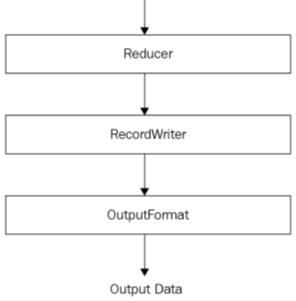 Reducer
RecordWriter
OutputFormat
Output Data